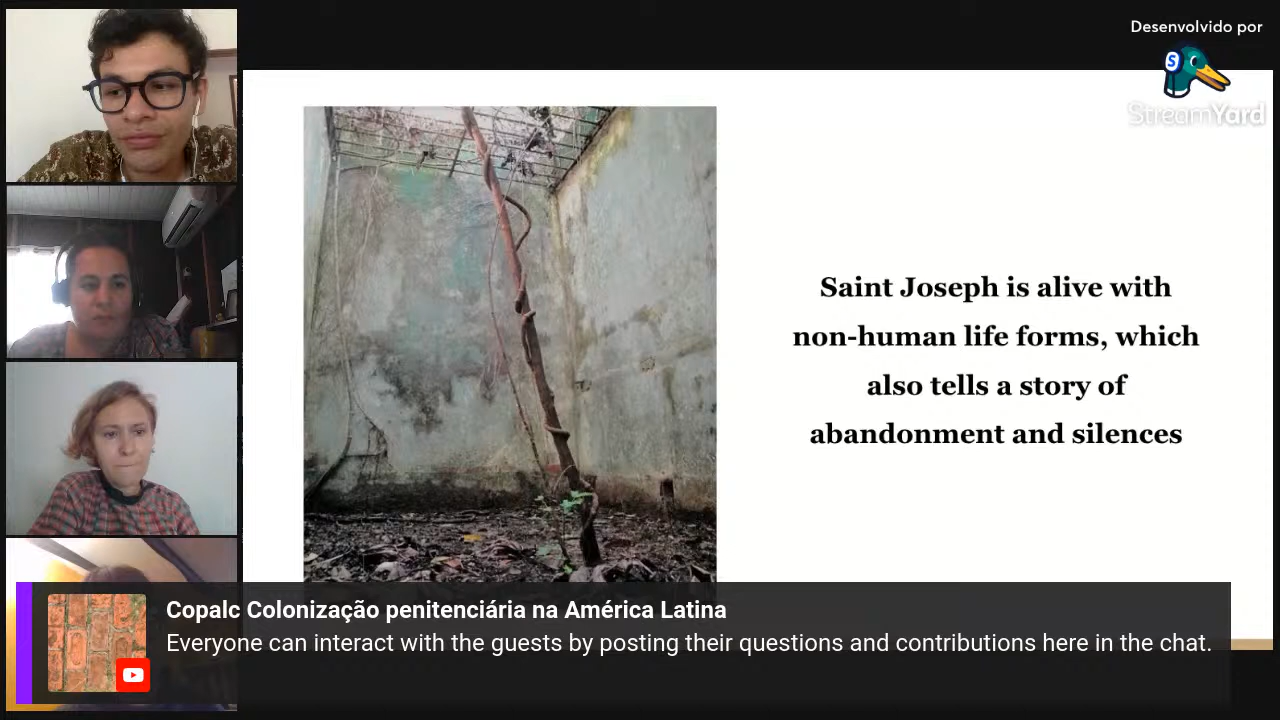 Desenvolvido por
S
StreamYard
Saint Joseph is alive with
non-human life forms, which
also tells a story of
abandonment and silences
Copalc Colonização penitenciária na América Latina
Everyone can interact with the guests by posting their questions and contributions here in the chat.